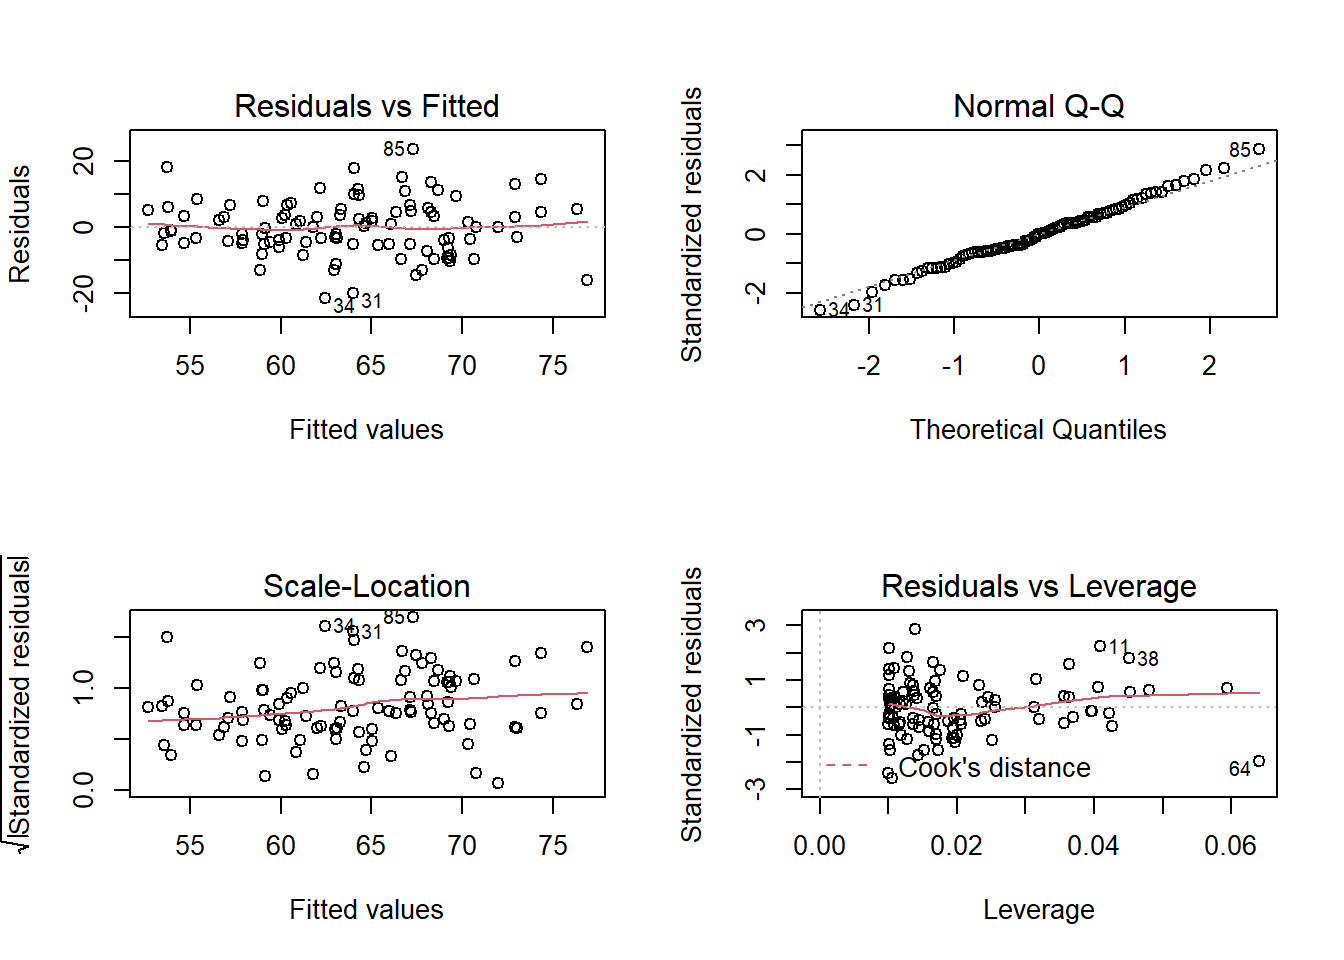 Residuals vs Fitted
Residuals
20
0
-20
85
34
31
55 60 65 70 75
Fitted values
Normal Q-Q
Standardized residuals
2
0
-2
85
34
31
-2 -1 0 1 2
Theoretical Quantiles
Scale-Location
√|Standardized residuals|
1.0
0.0
34
31
85
55 60 65 70 75
Fitted values
Residuals vs Leverage
Standardized residuals
3
1
-1
-3
11
38
64
Cook's distance
0.00 0.02 0.04 0.06
Leverage